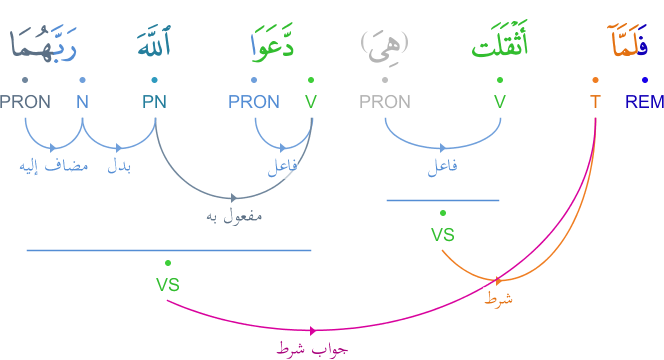 فَلَمَّآ أَثْقَلَت (هِىَ) دَّعَوَا ٱللَّهَ رَبَّهُمَا
REM T V PRON V PRON PN N PRON
فاعل فاعل بدل مضاف إليه
مفعول به
VS
VS
شرط
جواب شرط